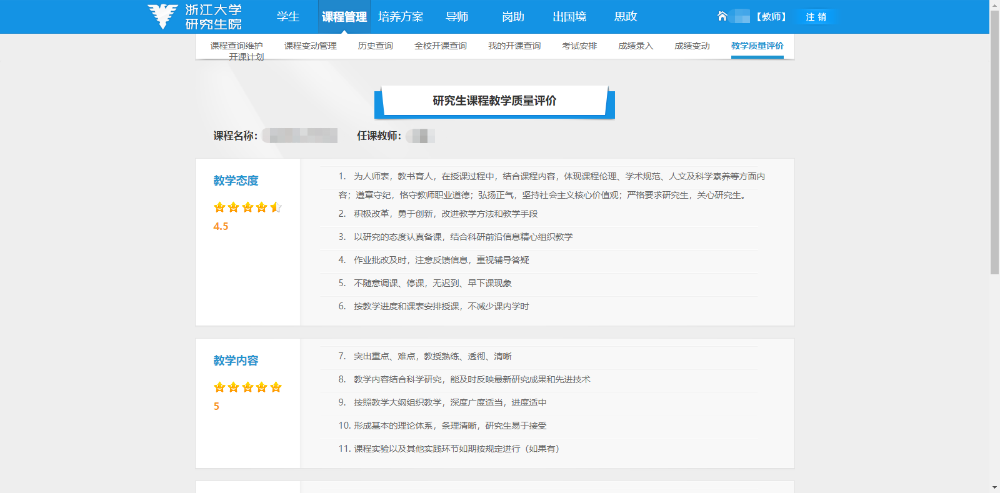 浙江大学
研究生院
学生 课程管理 培养方案 导师 岗助 出国境 思政 【教师】 注 销
课程查询维护 课程变动管理 历史查询 全校开课查询 我的开课查询 考试安排 成绩录入 成绩变动 教学质量评价
开课计划
研究生课程教学质量评价
课程名称: 任课教师:
教学态度
4.5
1. 为人师表，教书育人，在授课过程中，结合课程内容，体现课程伦理、学术规范、人文及科学素养等方面内
容；遵章守纪，恪守教师职业道德；弘扬正气，坚持社会主义核心价值观；严格要求研究生，关心研究生。
2. 积极改革，勇于创新，改进教学方法和教学手段
3. 以研究的态度认真备课，结合科研前沿信息精心组织教学
4. 作业批改及时，注意反馈信息，重视辅导答疑
5. 不随意调课、停课，无迟到、早下课现象
6. 按教学进度和课表安排授课，不减少课内学时
教学内容
5
7. 突出重点、难点，教授熟练、透彻、清晰
8. 教学内容结合科学研究，能及时反映最新研究成果和先进技术
9. 按照教学大纲组织教学，深度广度适当，进度适中
10. 形成基本的理论体系，条理清晰，研究生易于接受
11. 课程实验以及其他实践环节如期按规定进行（如果有）